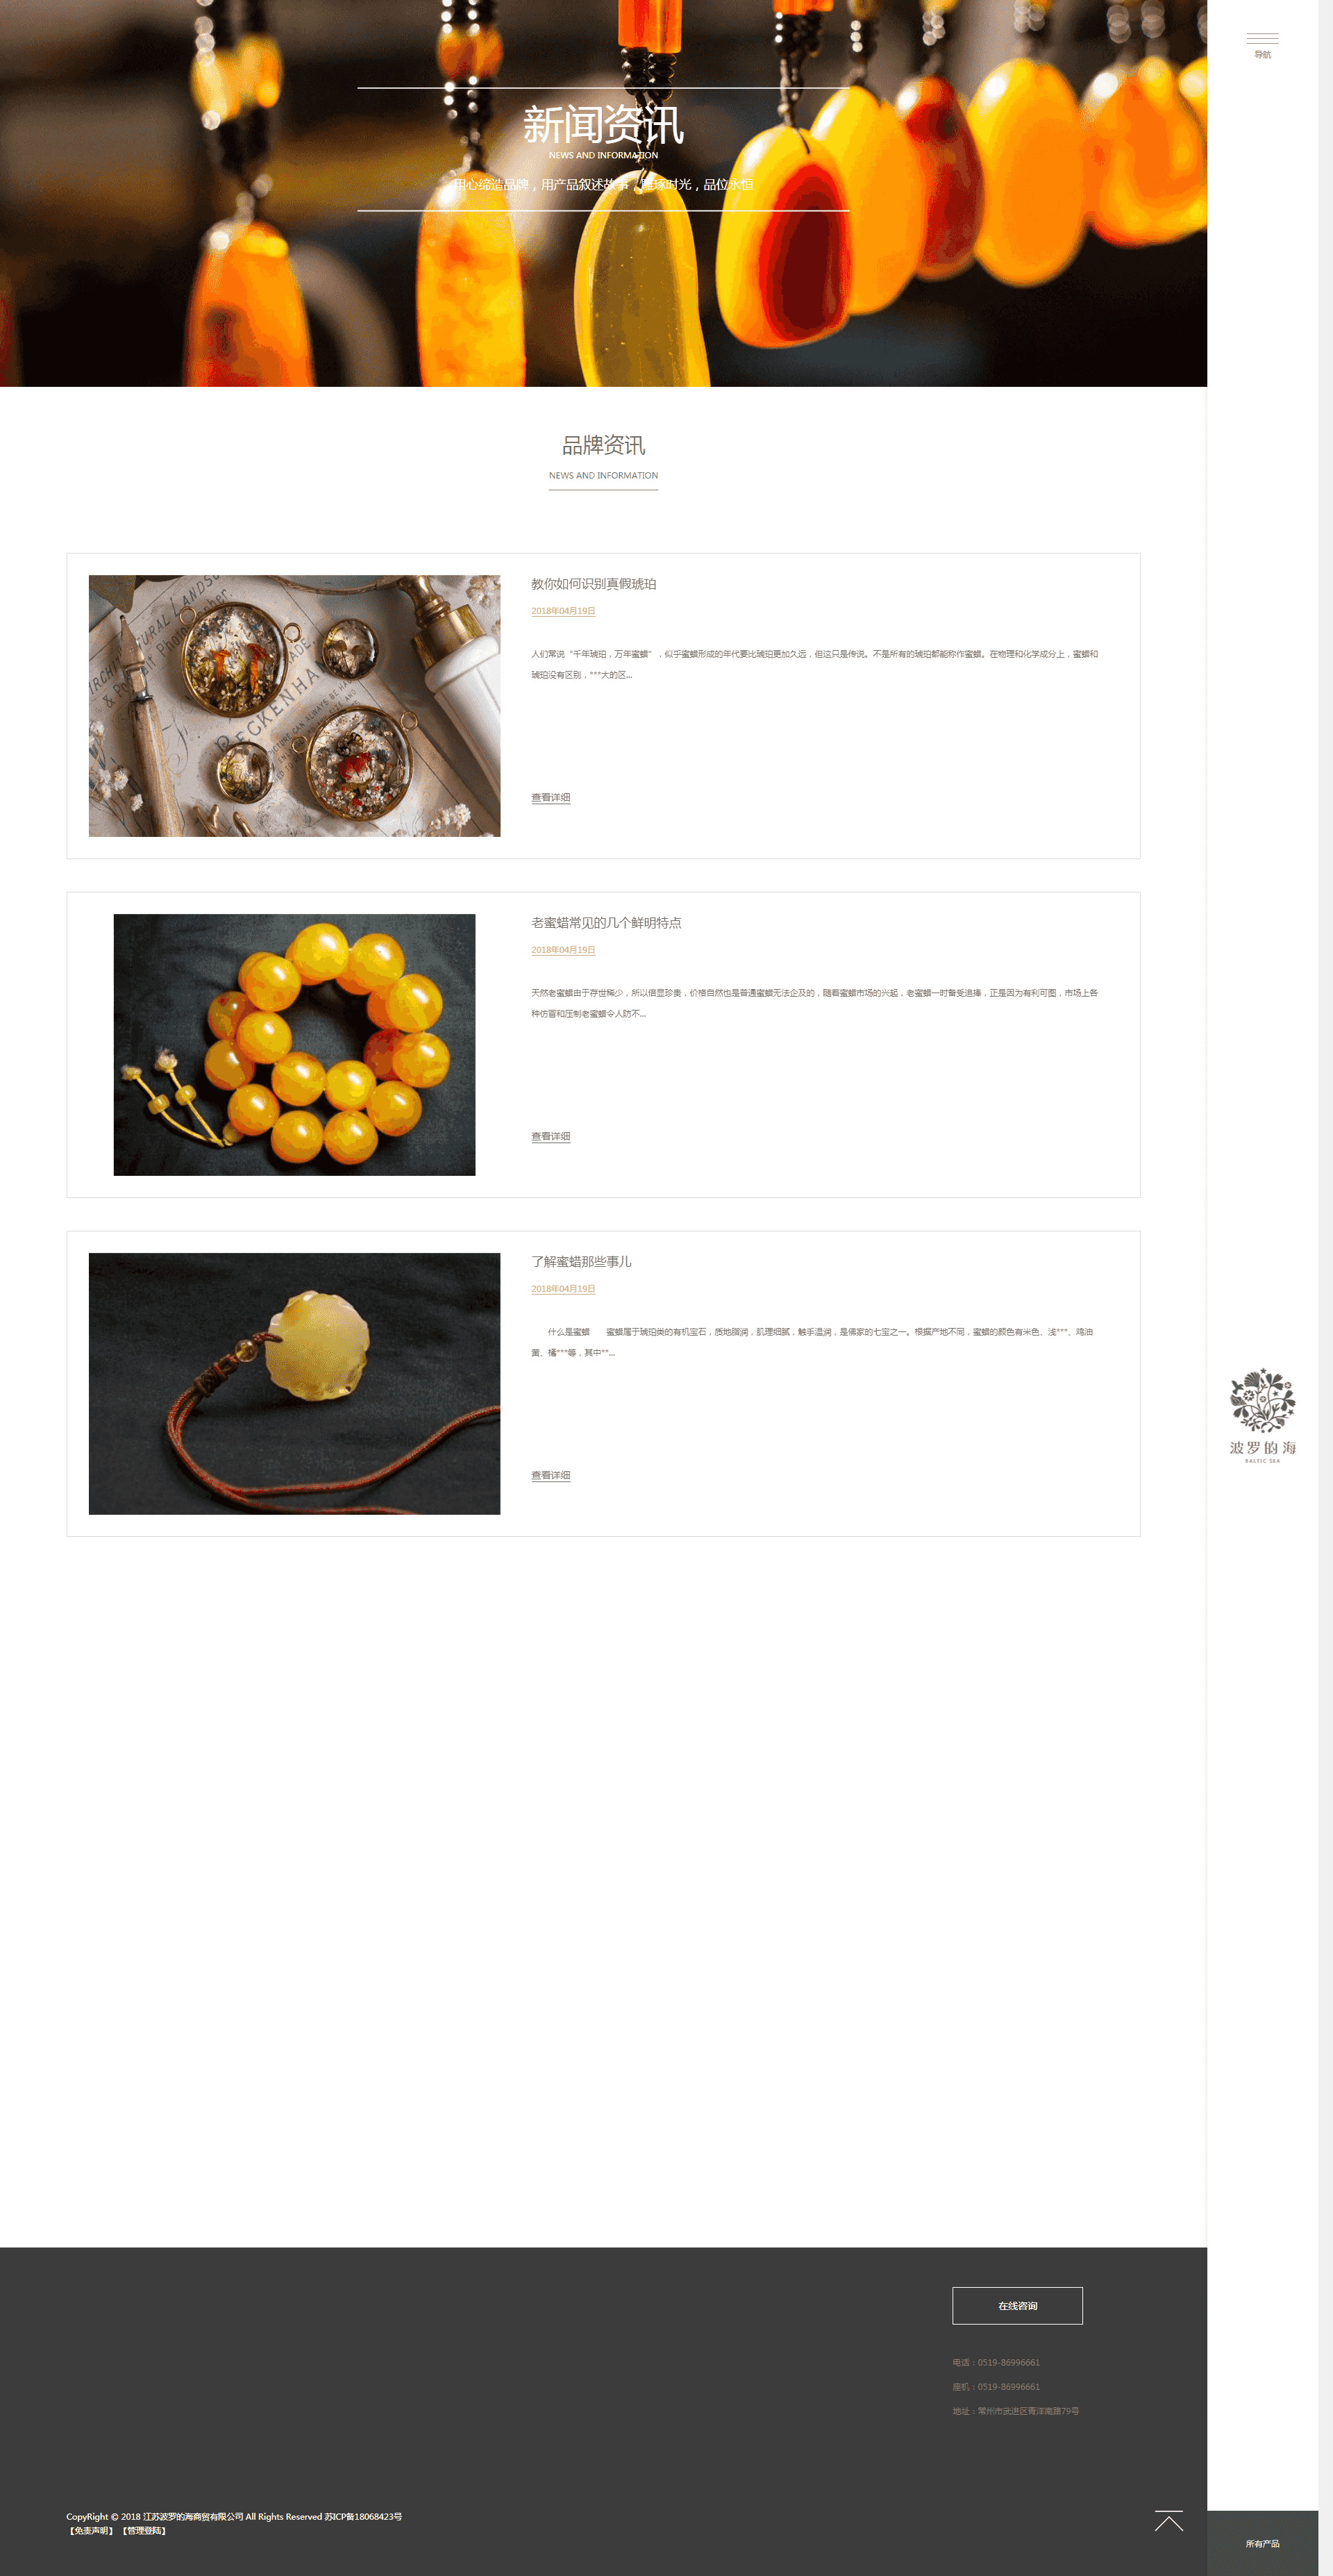 导航
新闻资讯
NEWS AND INFORMATION
用心缔造品牌，用产品叙述故事，雕琢时光，品位永恒
品牌资讯
NEWS AND INFORMATION
教你如何识别真假琥珀
2018年04月19日
人们常说“千年琥珀，万年蜜蜡”，似乎蜜蜡形成的年代要比琥珀更加久远，但这只是传说。不是所有的琥珀都能称作蜜蜡。在物理和化学成分上，蜜蜡和
琥珀没有区别，***大的区...
查看详细
老蜜蜡常见的几个鲜明特点
2018年04月19日
天然老蜜蜡由于存世稀少，所以倍显珍贵，价格自然也是普通蜜蜡无法企及的，随着蜜蜡市场的兴起，老蜜蜡一时备受追捧，正是因为有利可图，市场上各
种仿冒和压制老蜜蜡令人防不...
查看详细
了解蜜蜡那些事儿
2018年04月19日
什么是蜜蜡　　蜜蜡属于琥珀类的有机宝石，质地脂润，肌理细腻，触手温润，是佛家的七宝之一。根据产地不同，蜜蜡的颜色有米色、浅***、鸡油
黄、橘***等，其中**...
查看详细
波罗的海
BALTIC SEA
在线咨询
电话：0519-86996661
座机：0519-86996661
地址：常州市武进区青洋南路79号
CopyRight © 2018 江苏波罗的海商贸有限公司 All Rights Reserved 苏ICP备18068423号
【免责声明】 【管理登陆】
所有产品